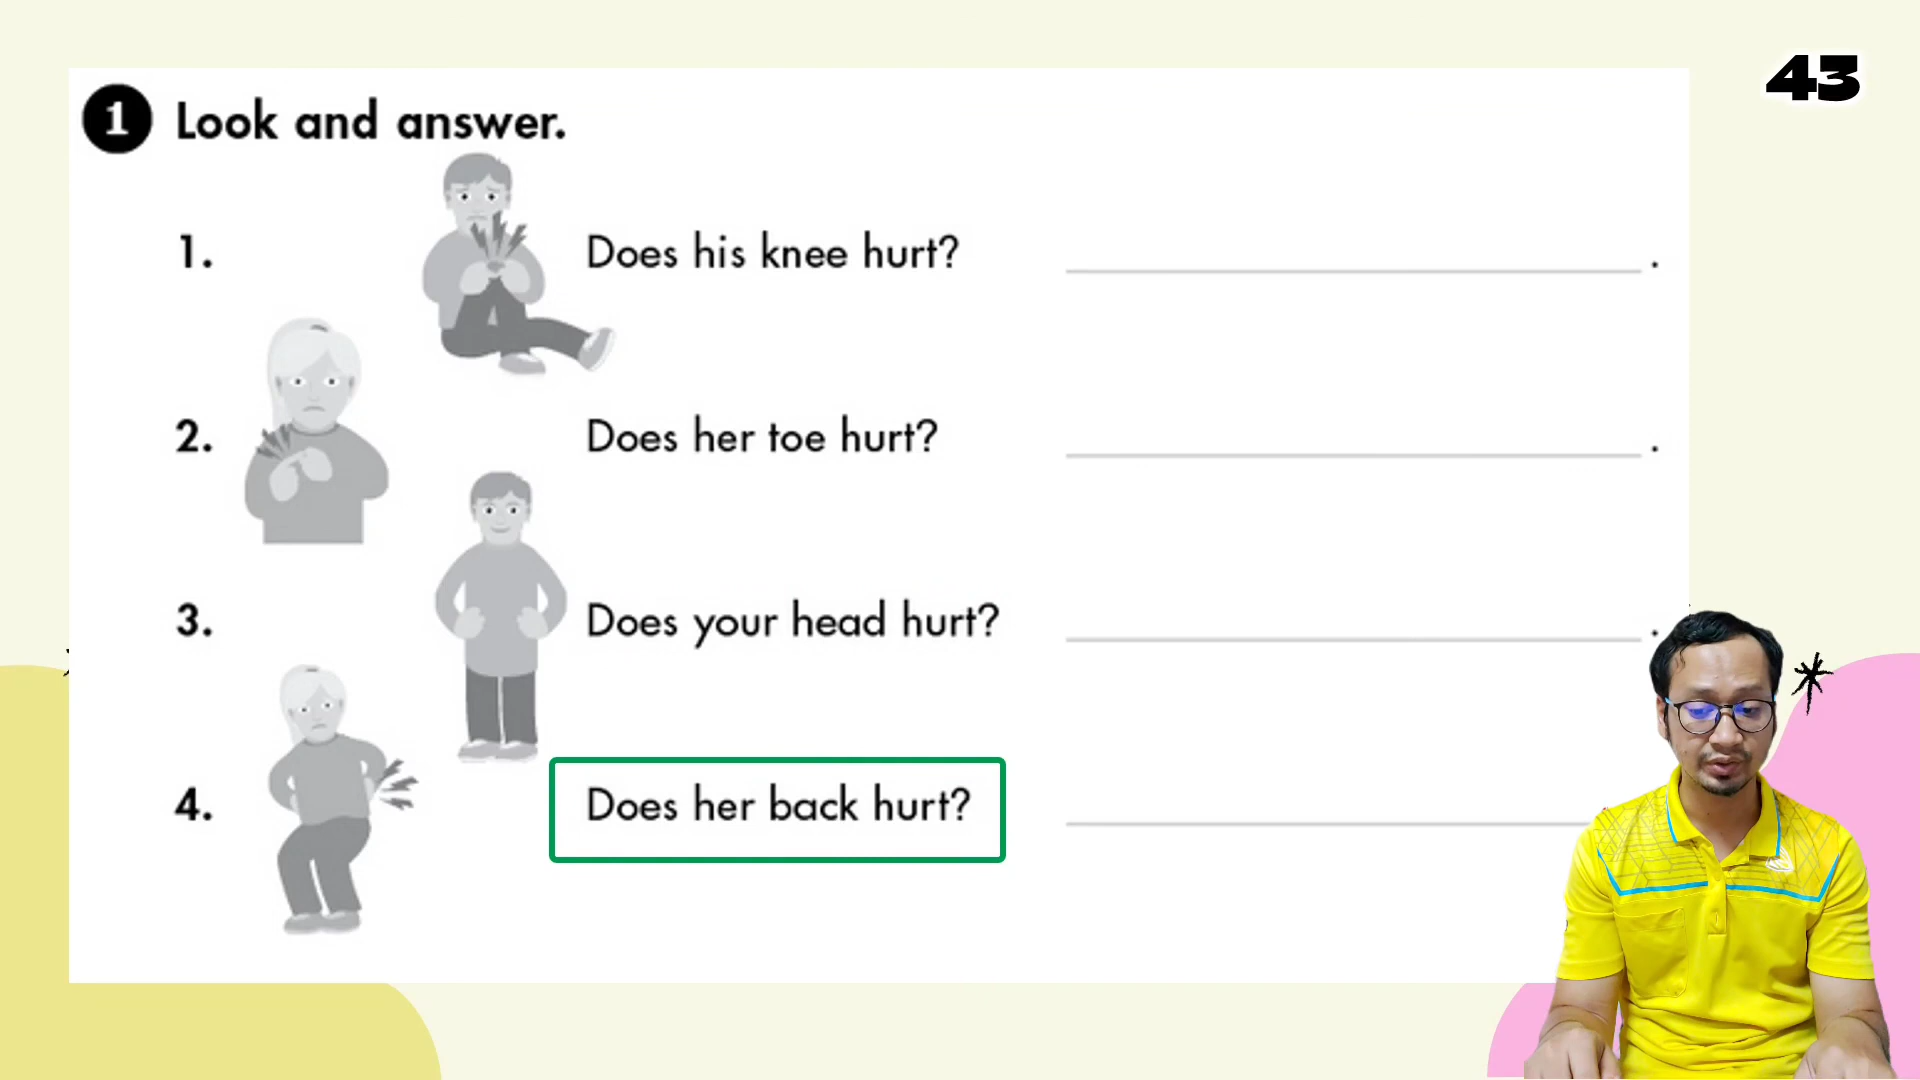 43
1 Look and answer.
1. Does his knee hurt? .
2. Does her toe hurt? .
3. Does your head hurt? .
4. Does her back hurt?